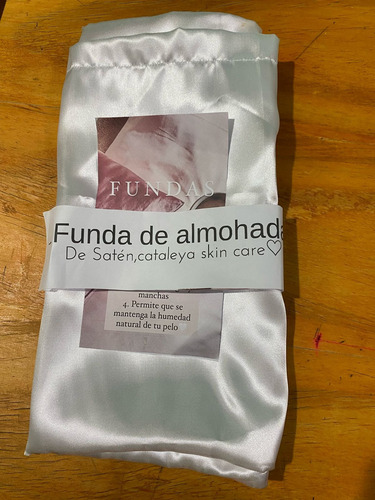 FUNDAS
Funda de almohada
De Satén,cataleya skin care♡
manchas
4. Permite que se
mantenga la humedad
natural de tu pelo